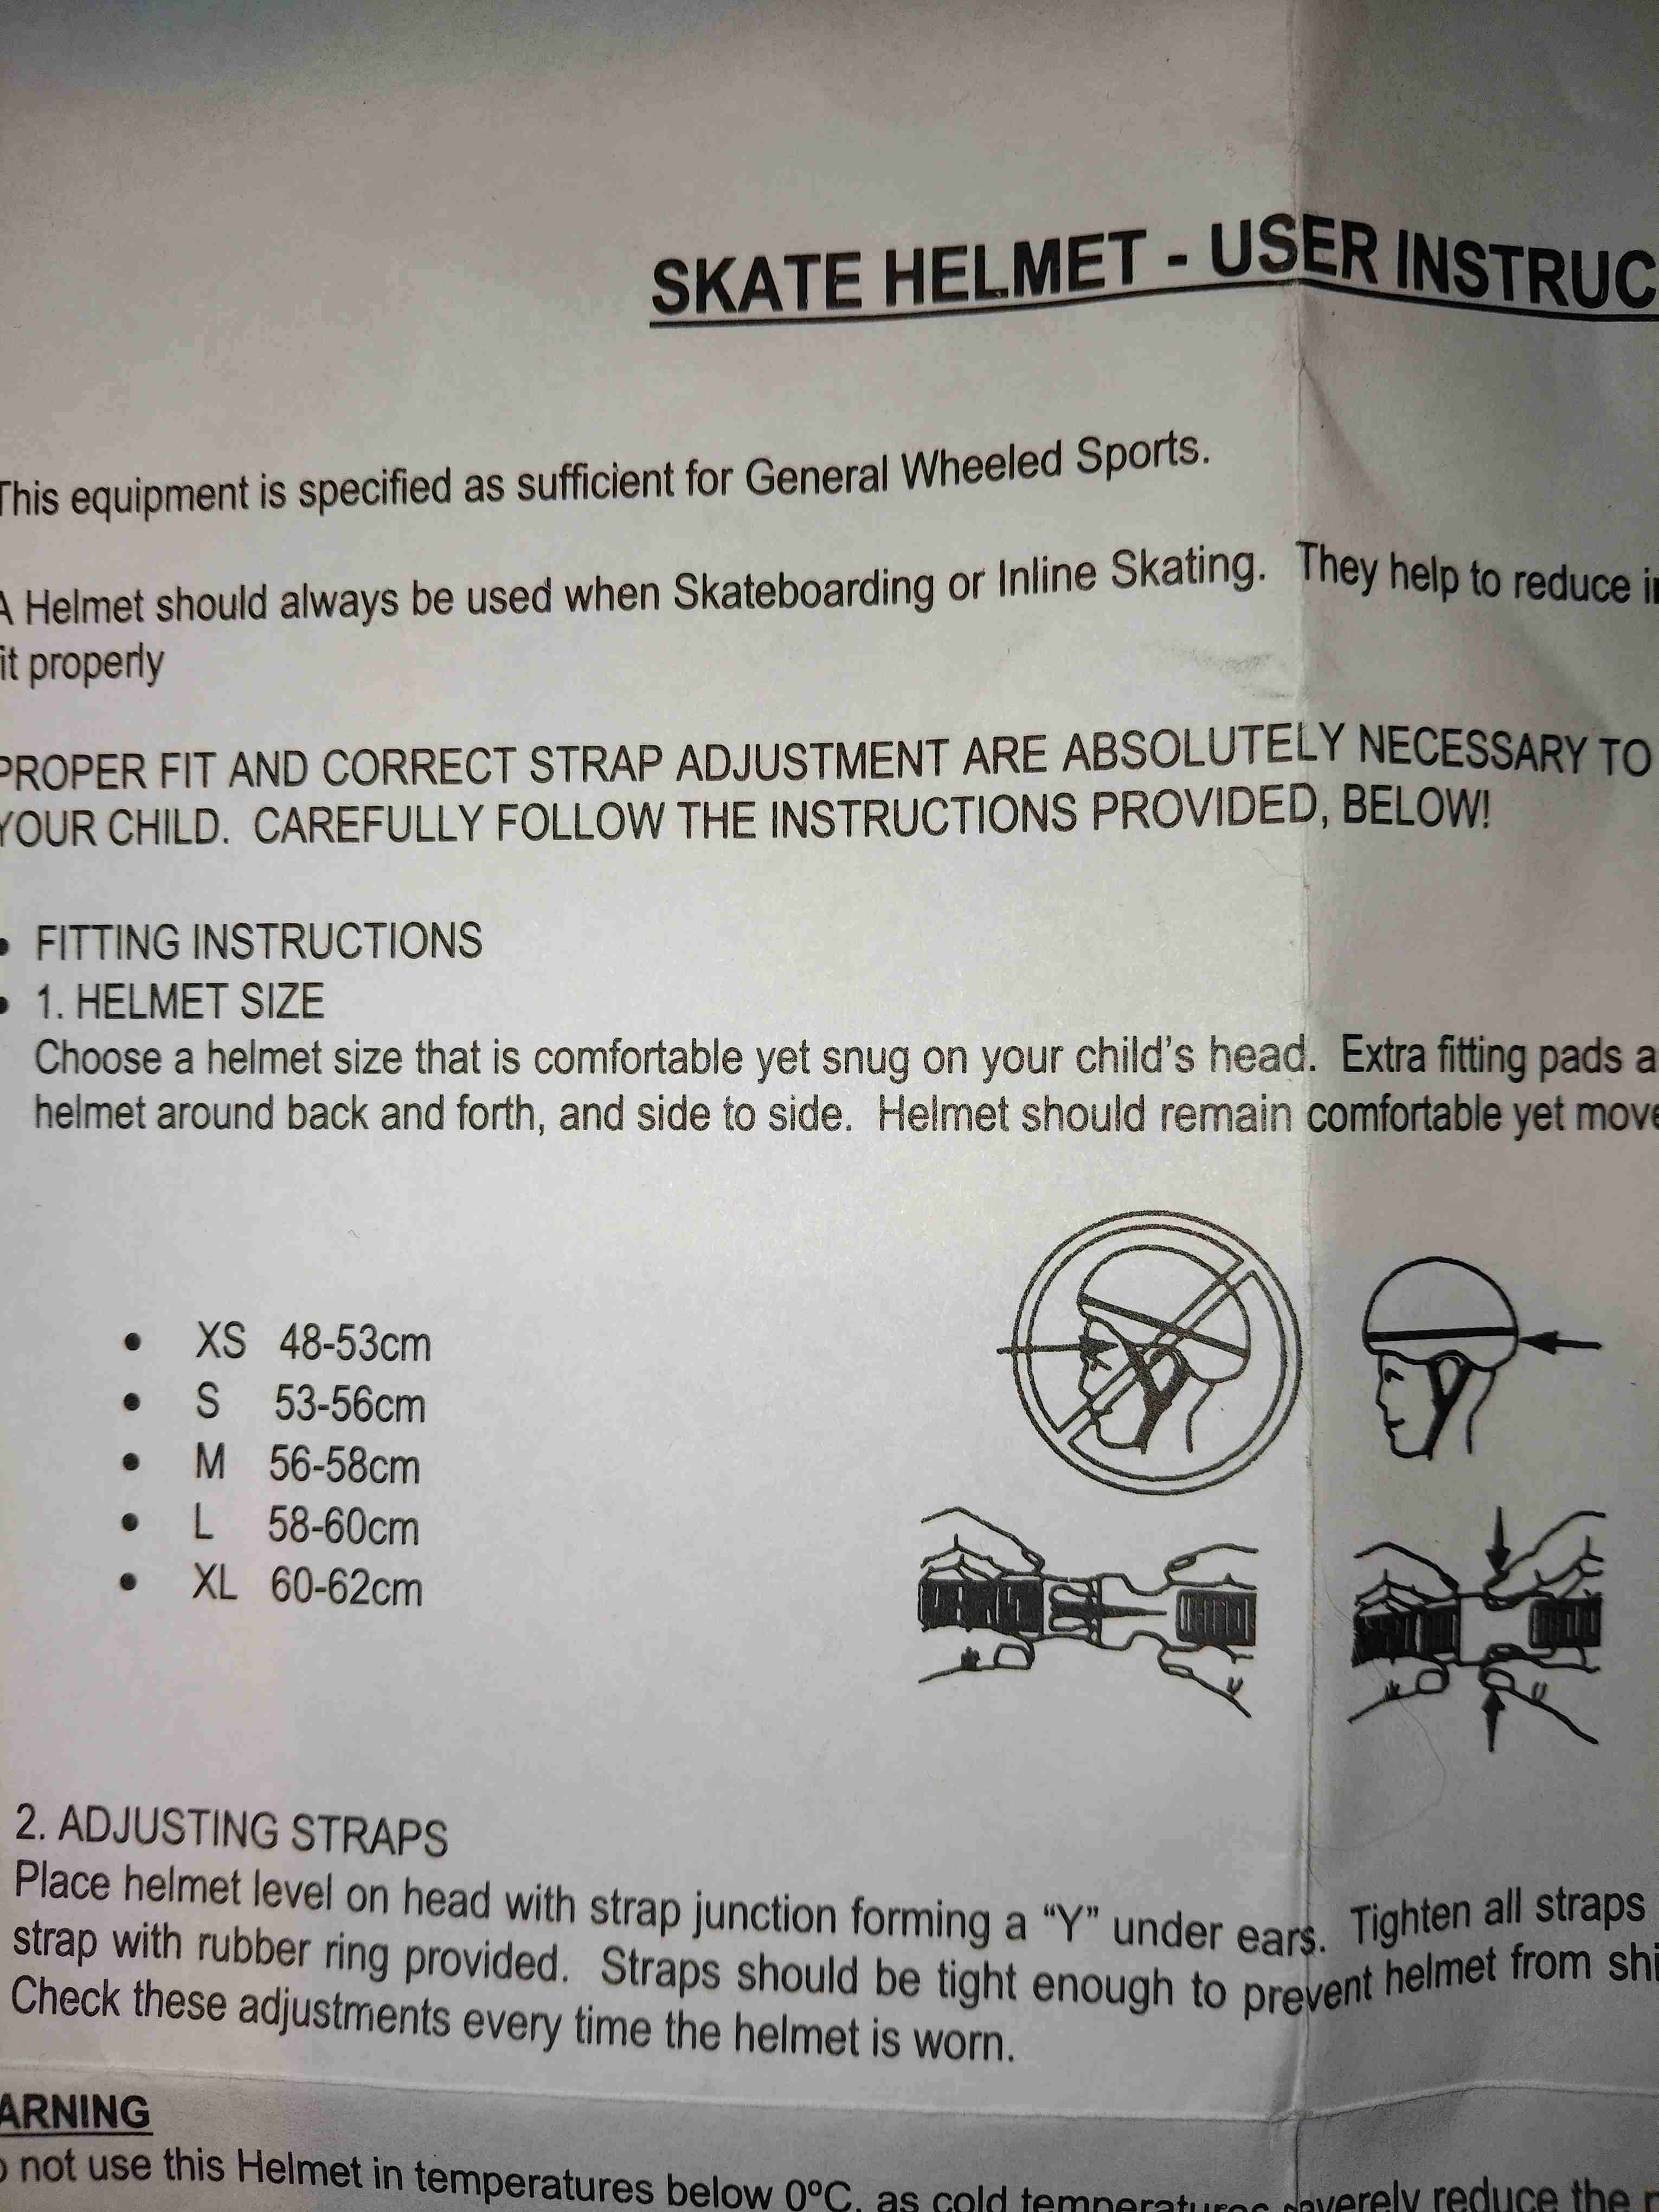 SKATE HELMET - USER INSTRUC
This equipment is specified as sufficient for General Wheeled Sports.
A Helmet should always be used when Skateboarding or Inline Skating. They help to reduce
it properly
PROPER FIT AND CORRECT STRAP ADJUSTMENT ARE ABSOLUTELY NECESSARY TO
YOUR CHILD. CAREFULLY FOLLOW THE INSTRUCTIONS PROVIDED, BELOW!
• FITTING INSTRUCTIONS
• 1. HELMET SIZE
Choose a helmet size that is comfortable yet snug on your child's head. Extra fitting pads a
helmet around back and forth, and side to side. Helmet should remain comfortable yet move
• XS 48-53cm
• S 53-56cm
• M 56-58cm
• L 58-60cm
• XL 60-62cm
2. ADJUSTING STRAPS
Place helmet level on head with strap junction forming a “Y” under ears. Tighten all straps
strap with rubber ring provided. Straps should be tight enough to prevent helmet from shi
Check these adjustments every time the helmet is worn.
ARNING
o not use this Helmet in temperatures below 0ºC, as cold temperatures severely reduce the